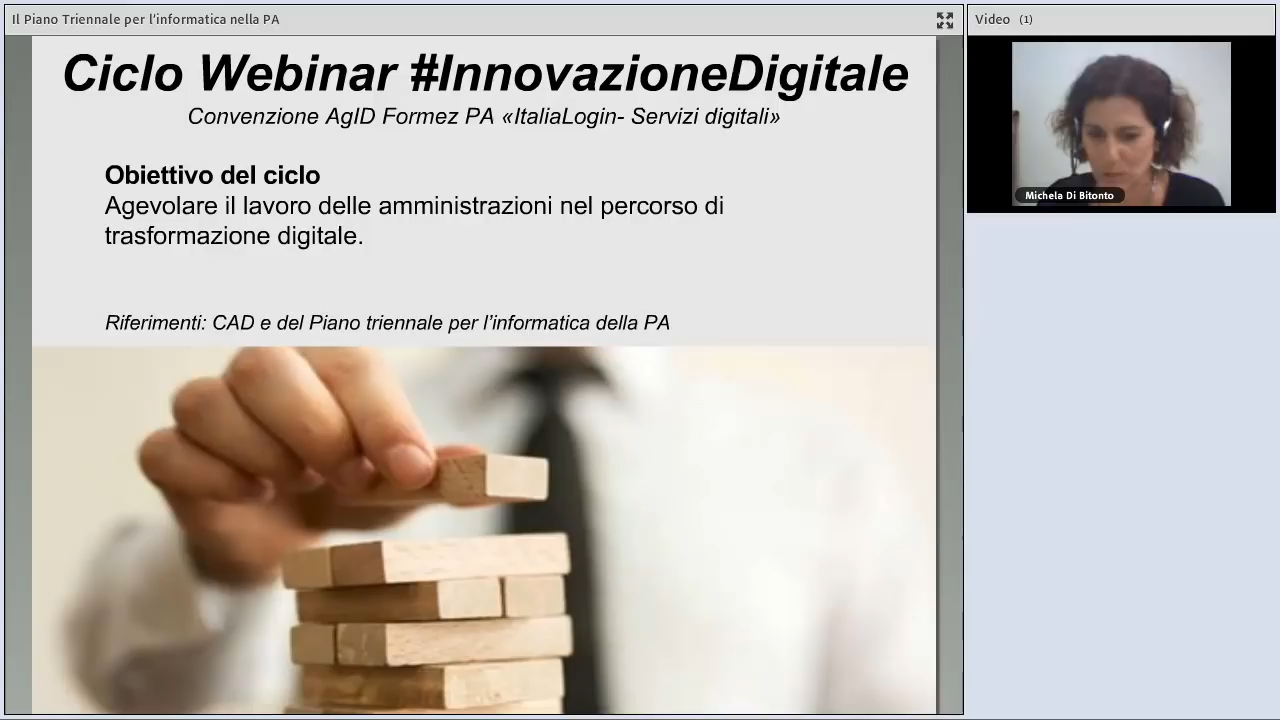 Il Piano Triennale per l'informatica nella PA
Video (1)
Ciclo Webinar #InnovazioneDigitale
Convenzione AgID Formez PA «ItaliaLogin- Servizi digitali»
Obiettivo del ciclo
Agevolare il lavoro delle amministrazioni nel percorso di
trasformazione digitale.
Riferimenti: CAD e del Piano triennale per l’informatica della PA
Michela Di Bitonto